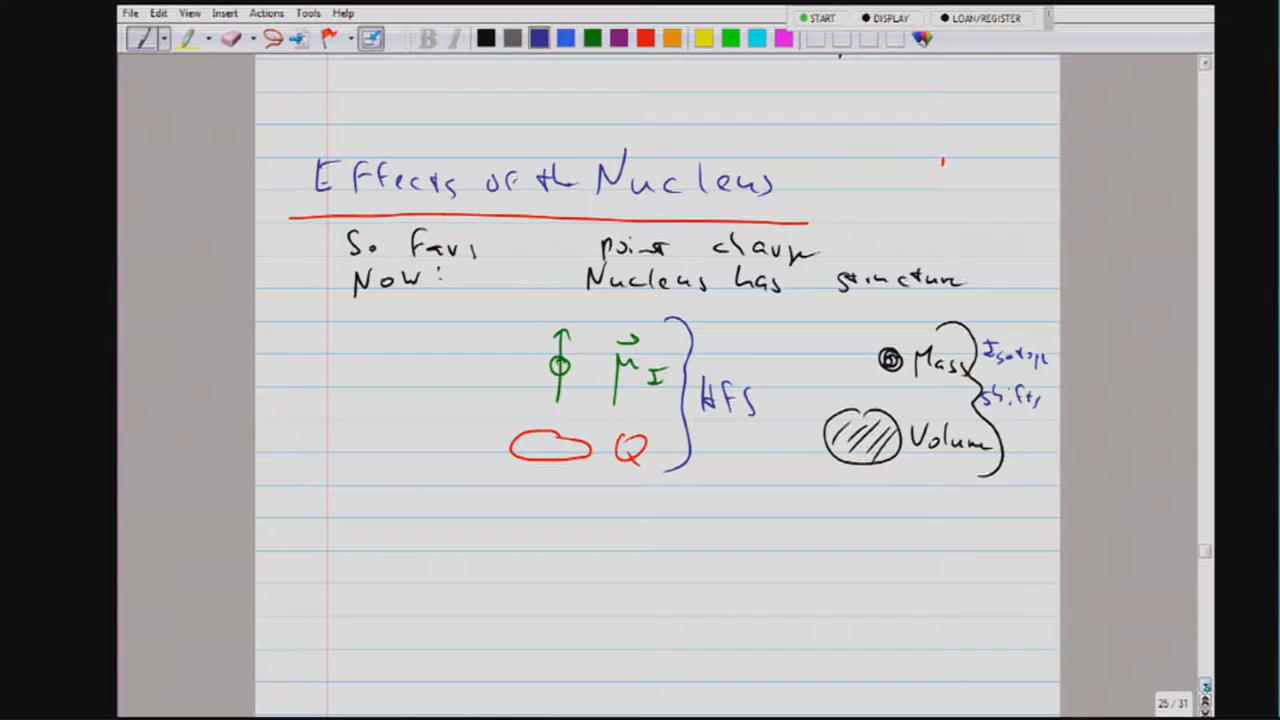 File Edit View Insert Actions Tools Help
START DISPLAY LOAN/REGISTER
B I
Effects of the Nucleus
So far, point charge
Now: Nucleus has structure
μ I
Q
HFS
Mass
Volume
Isotope
shifts
25 / 31